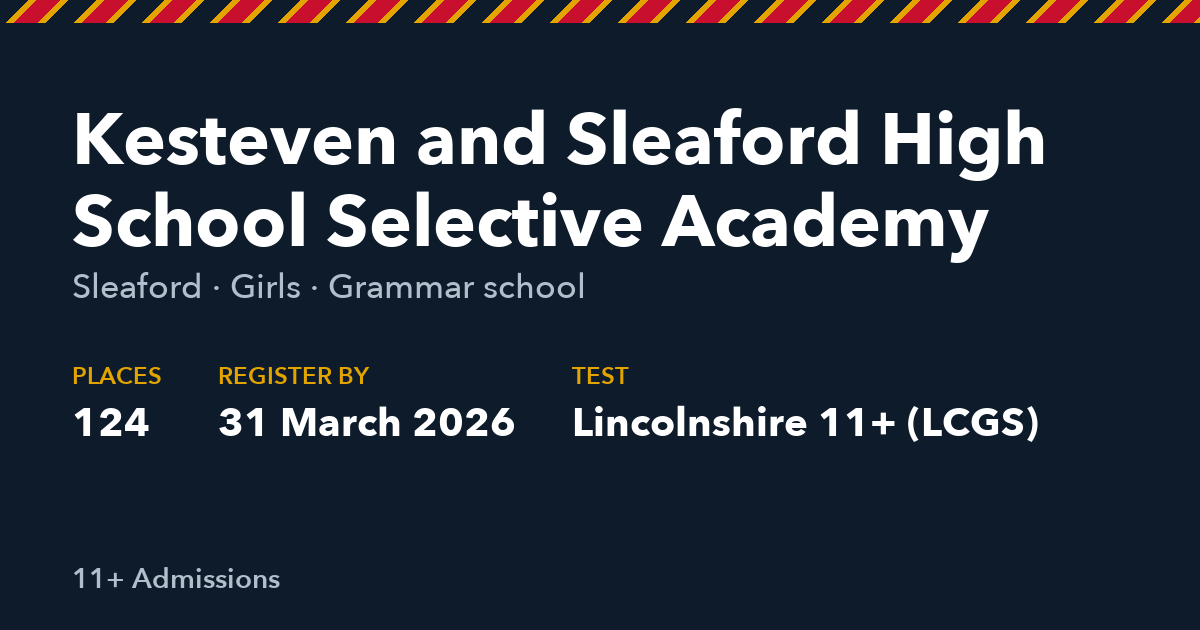 Kesteven and Sleaford High
School Selective Academy
Sleaford · Girls · Grammar school
PLACES REGISTER BY TEST
124 31 March 2026 Lincolnshire 11+ (LCGS)
11+ Admissions